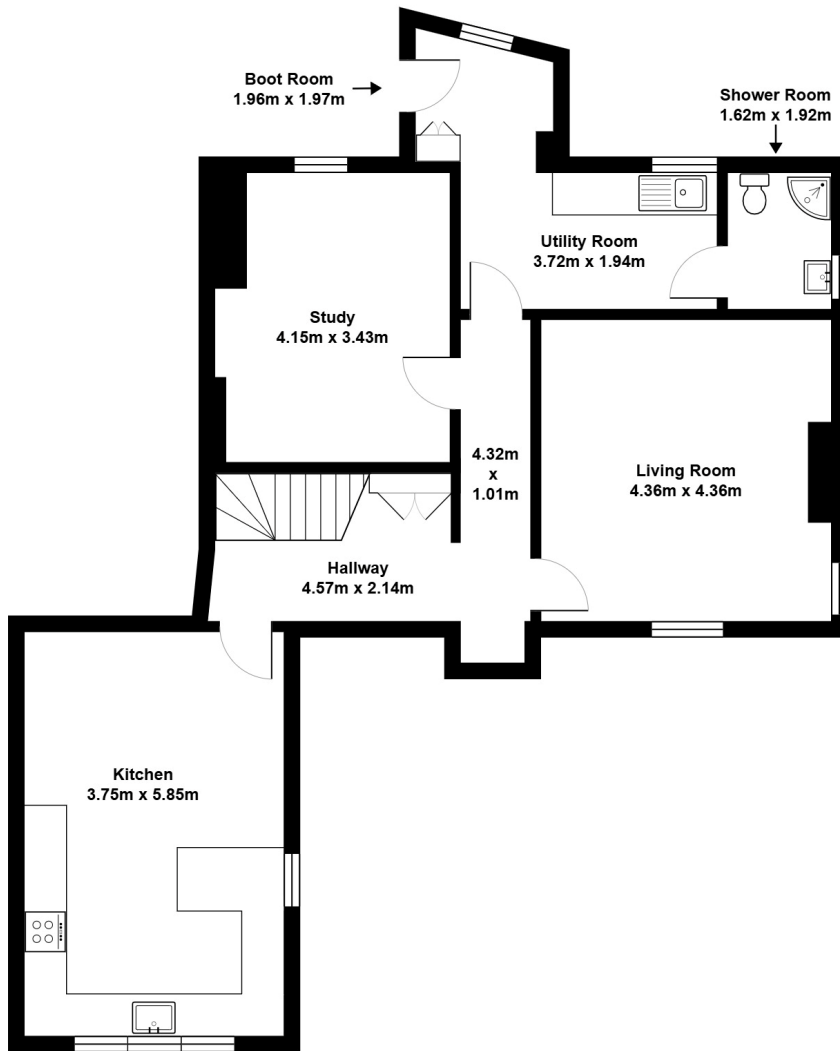 Boot Room
1.96m x 1.97m
Shower Room
1.62m x 1.92m
Utility Room
3.72m x 1.94m
Study
4.15m x 3.43m
4.32m
x
1.01m
Living Room
4.36m x 4.36m
Hallway
4.57m x 2.14m
Kitchen
3.75m x 5.85m